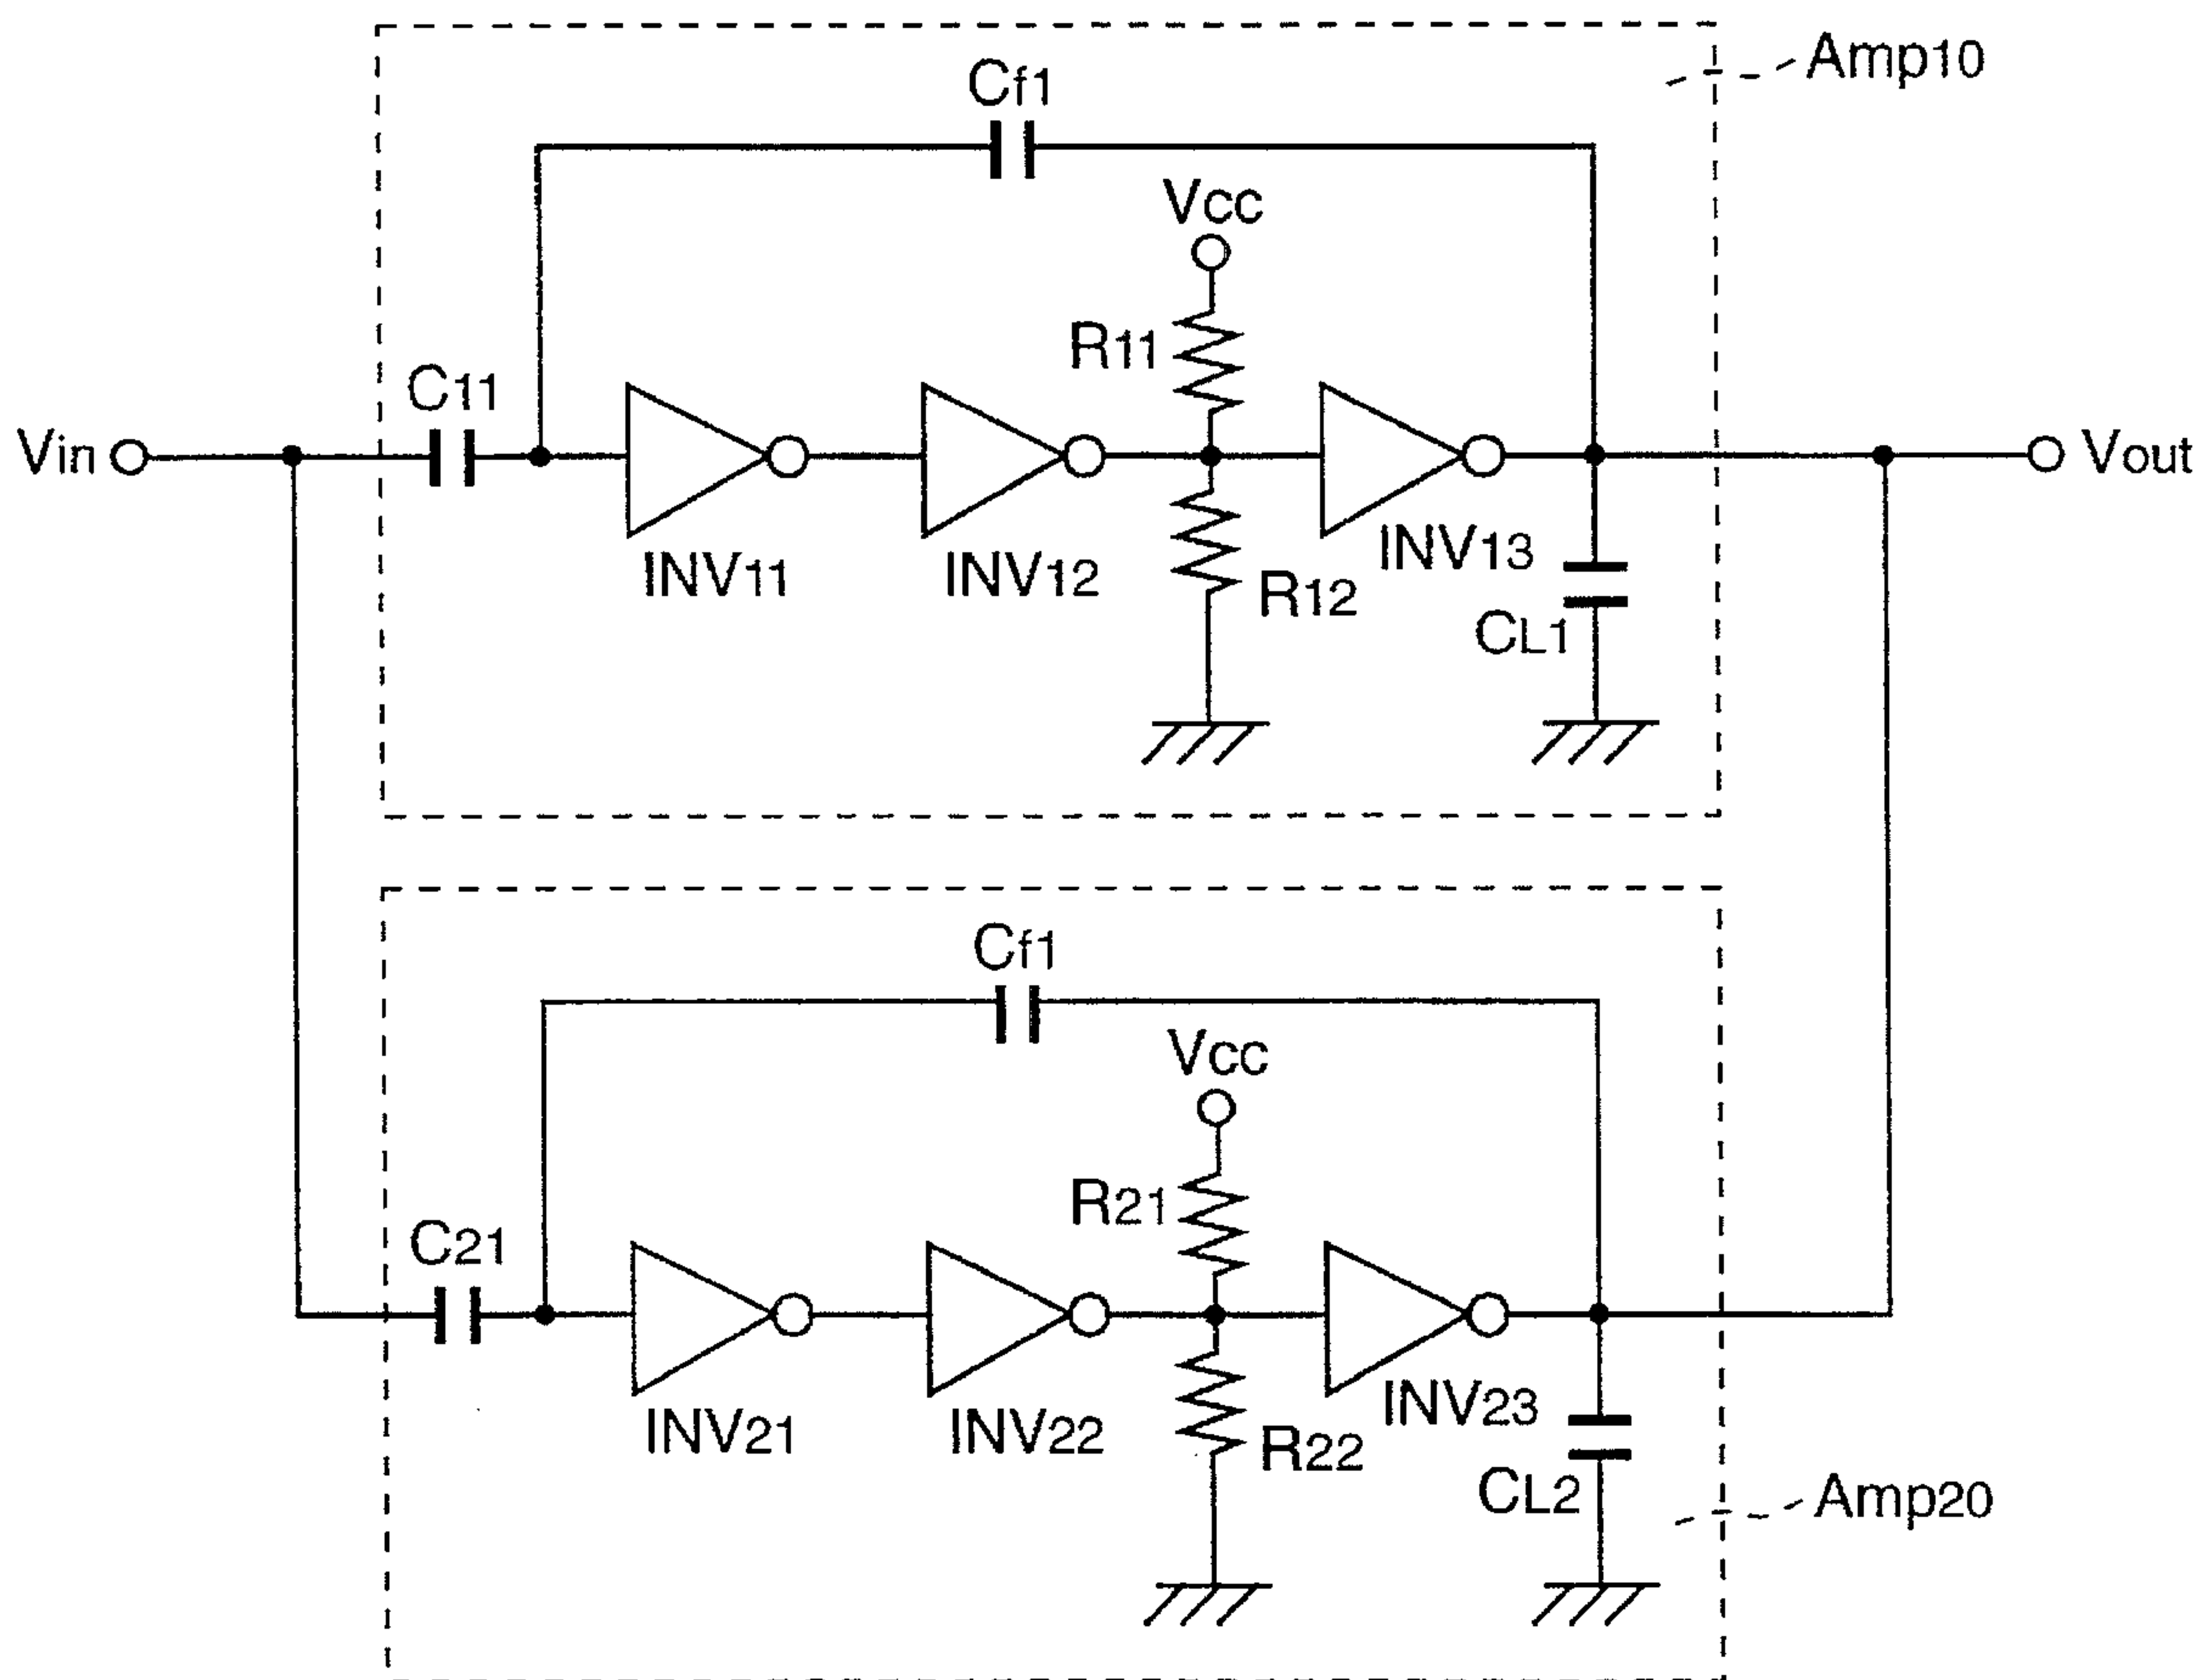 Amp10
Cf1
Vcc
R11
C11
Vin
Vout
INV11
INV12
INV13
R12
CL1
Cf1
Vcc
R21
C21
INV21
INV22
INV23
R22
CL2
Amp20